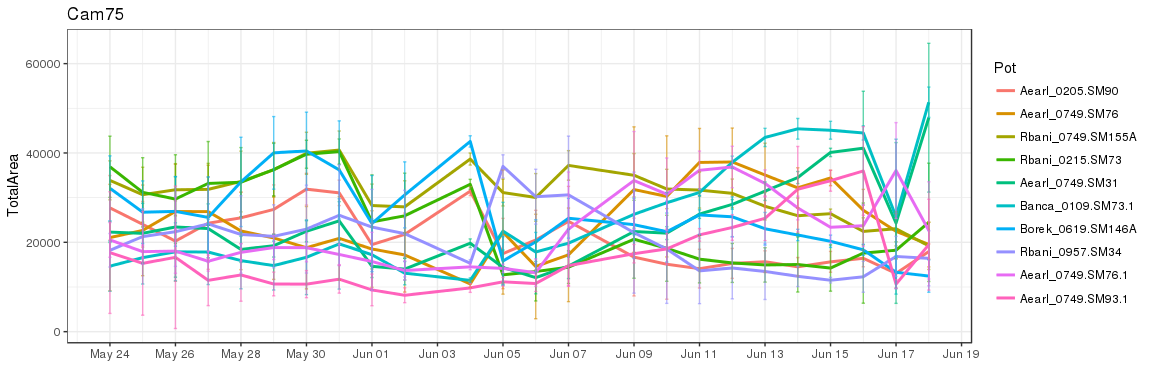 Cam75
TotalArea
60000
40000
20000
0
May 24 May 26 May 28 May 30 Jun 01 Jun 03 Jun 05 Jun 07 Jun 09 Jun 11 Jun 13 Jun 15 Jun 17 Jun 19
Pot
Aearl_0205.SM90
Aearl_0749.SM76
Rbani_0749.SM155A
Rbani_0215.SM73
Aearl_0749.SM31
Banca_0109.SM73.1
Borek_0619.SM146A
Rbani_0957.SM34
Aearl_0749.SM76.1
Aearl_0749.SM93.1